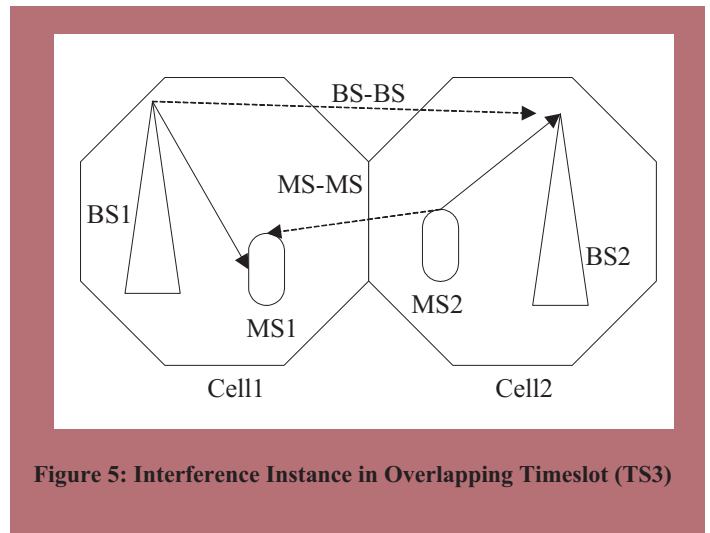 BS-BS
MS-MS
BS1
BS2
MS1
MS2
Cell1
Cell2
Figure 5: Interference Instance in Overlapping Timeslot (TS3)